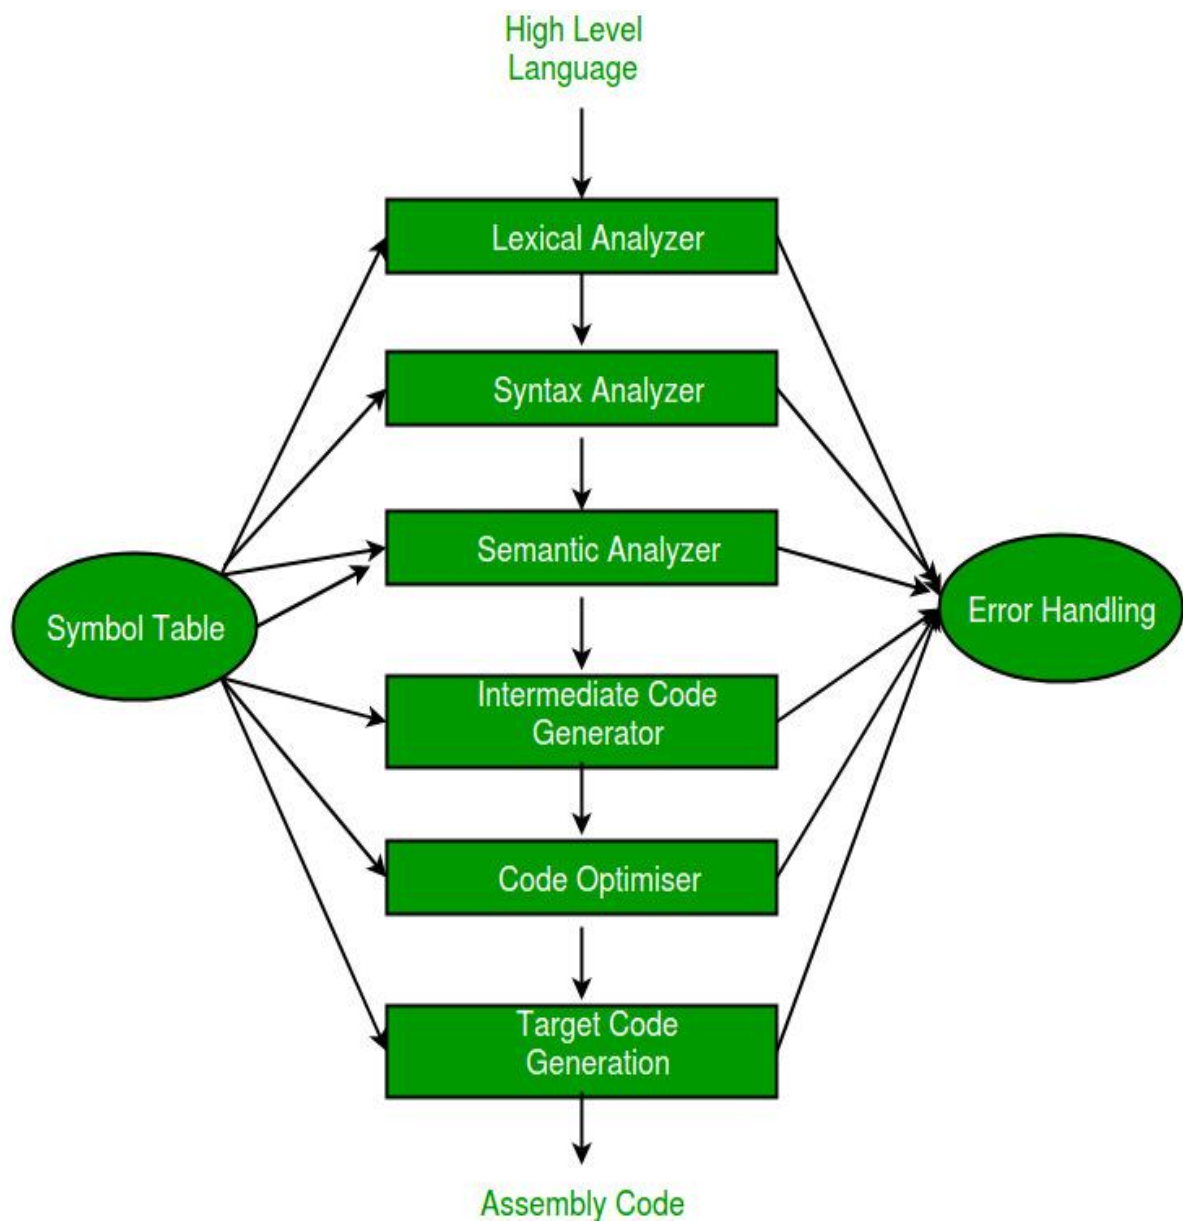 High Level
Language
Lexical Analyzer
Syntax Analyzer
Semantic Analyzer
Symbol Table
Error Handling
Intermediate Code
Generator
Code Optimiser
Target Code
Generation
Assembly Code